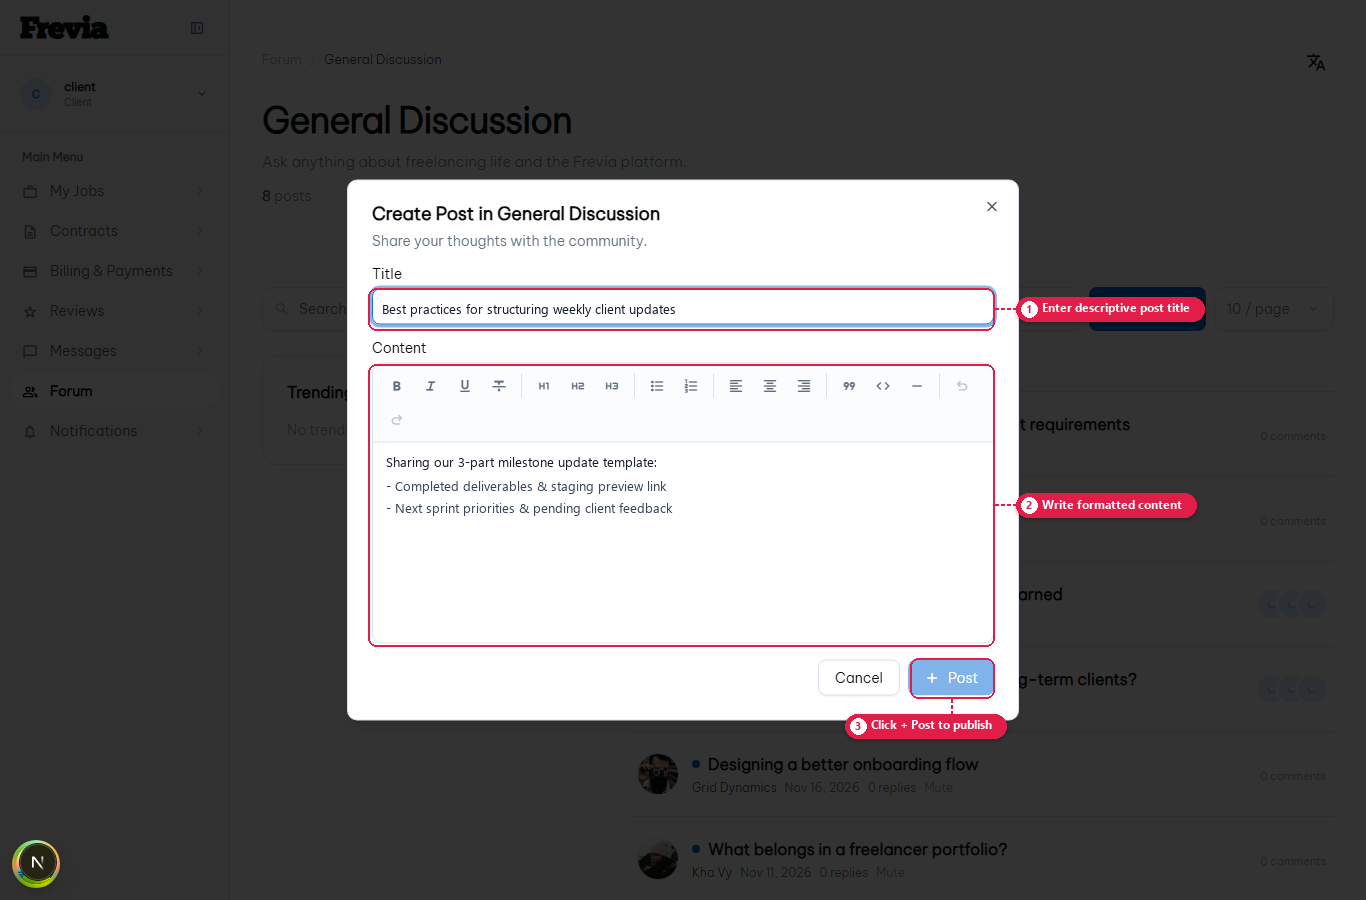 Frevia
C
client
Client
Main Menu
My Jobs
Contracts
Billing & Payments
Reviews
Messages
Forum
Notifications
Forum / General Discussion
General Discussion
Ask anything about freelancing life and the Frevia platform.
8 posts
Search
10 / page
Trending
No trend
Create Post in General Discussion
Share your thoughts with the community.
Title
Best practices for structuring weekly client updates
1 Enter descriptive post title
Content
B I U T H1 H2 H3
Sharing our 3-part milestone update template:
- Completed deliverables & staging preview link
- Next sprint priorities & pending client feedback
2 Write formatted content
Cancel
+ Post
3 Click + Post to publish
t requirements
0 comments
0 comments
arned
g-term clients?
Designing a better onboarding flow
Grid Dynamics Nov 16, 2026 0 replies Mute
0 comments
What belongs in a freelancer portfolio?
Kha Vy Nov 11, 2026 0 replies Mute
0 comments
N